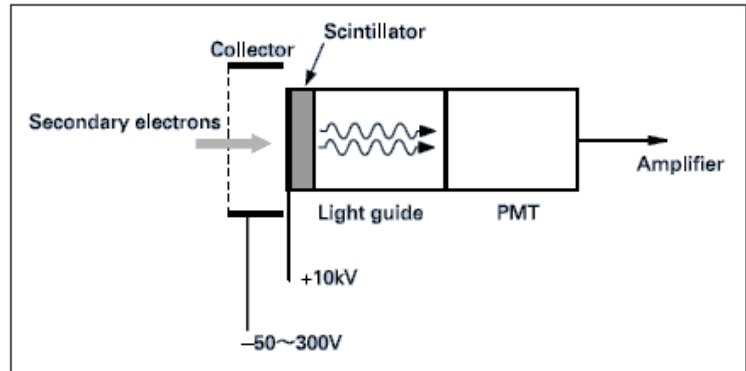 Scintillator
Collector
Secondary electrons
Amplifier
Light guide
PMT
+10kV
−50〜300V